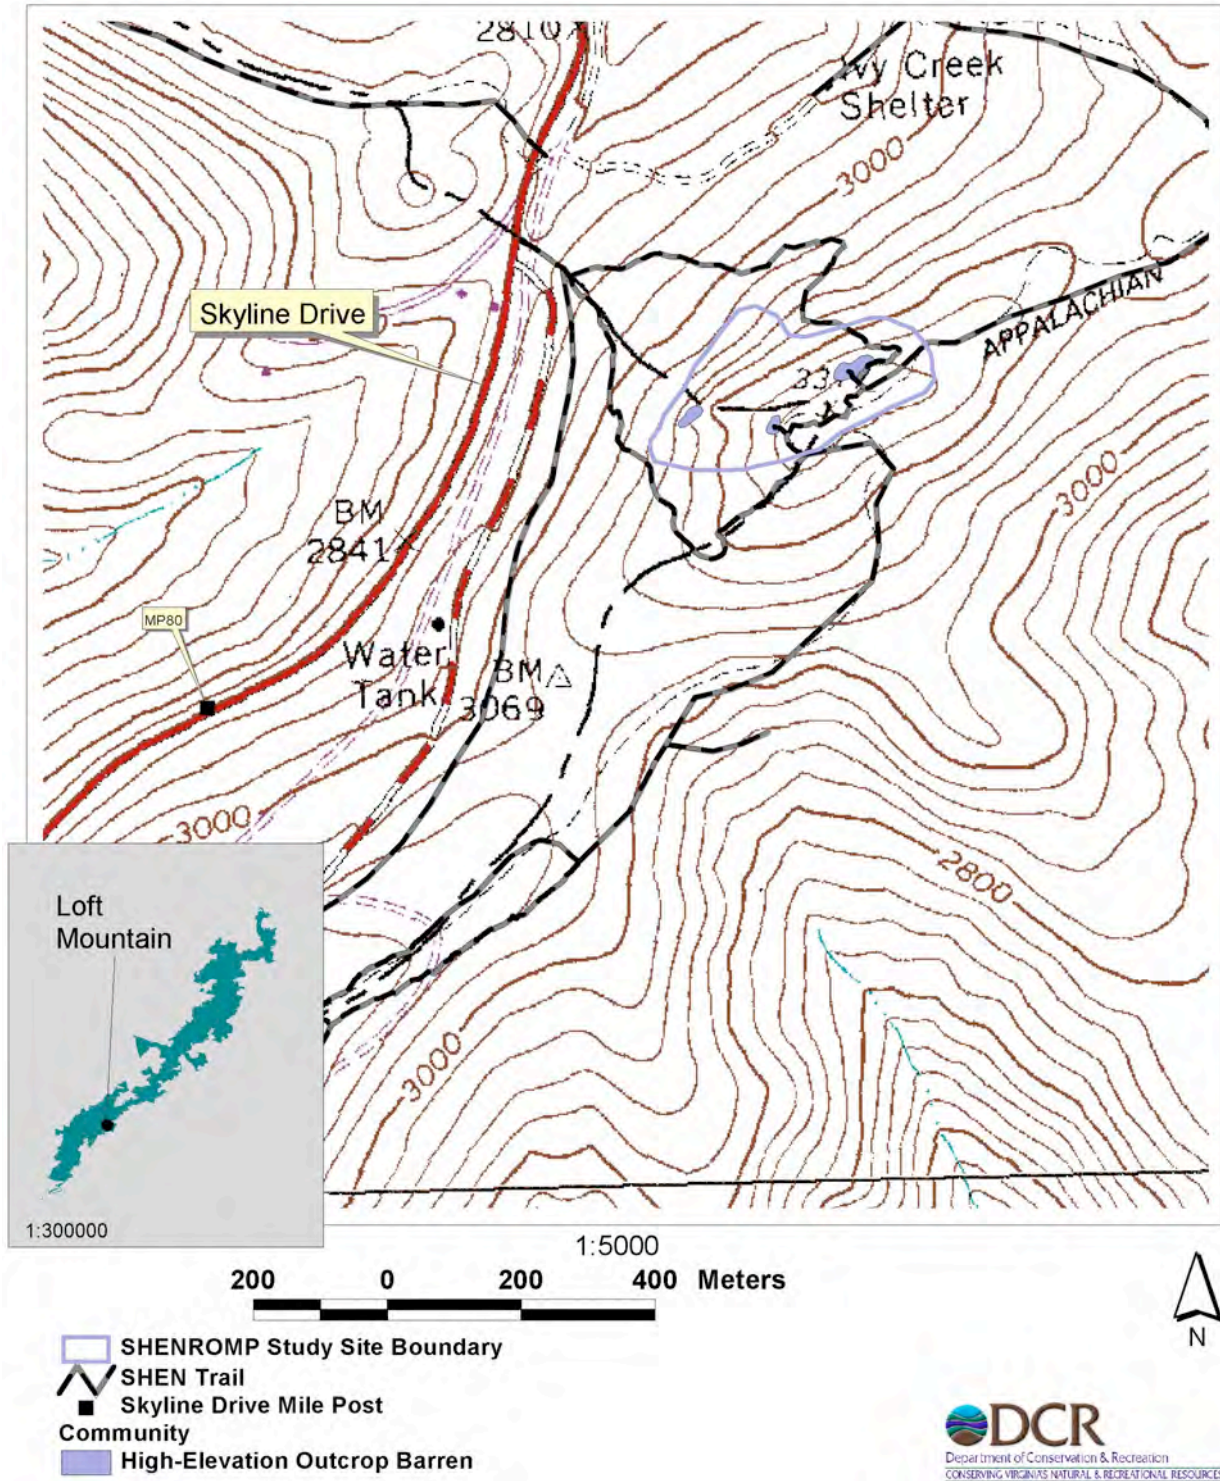 2810
Ivy Creek
Shelter
3000
Skyline Drive
APPALACHIAN
33
3000
BM
2841
MP80
Water
Tank
BM
3069
3000
2800
Loft
Mountain
3000
1:300000
1:5000
200 0 200 400 Meters
N
SHENROMP Study Site Boundary
SHEN Trail
Skyline Drive Mile Post
Community
High-Elevation Outcrop Barren
DCR
Department of Conservation & Recreation
CONSERVING VIRGINIA'S NATURAL & RECREATIONAL RESOURCES